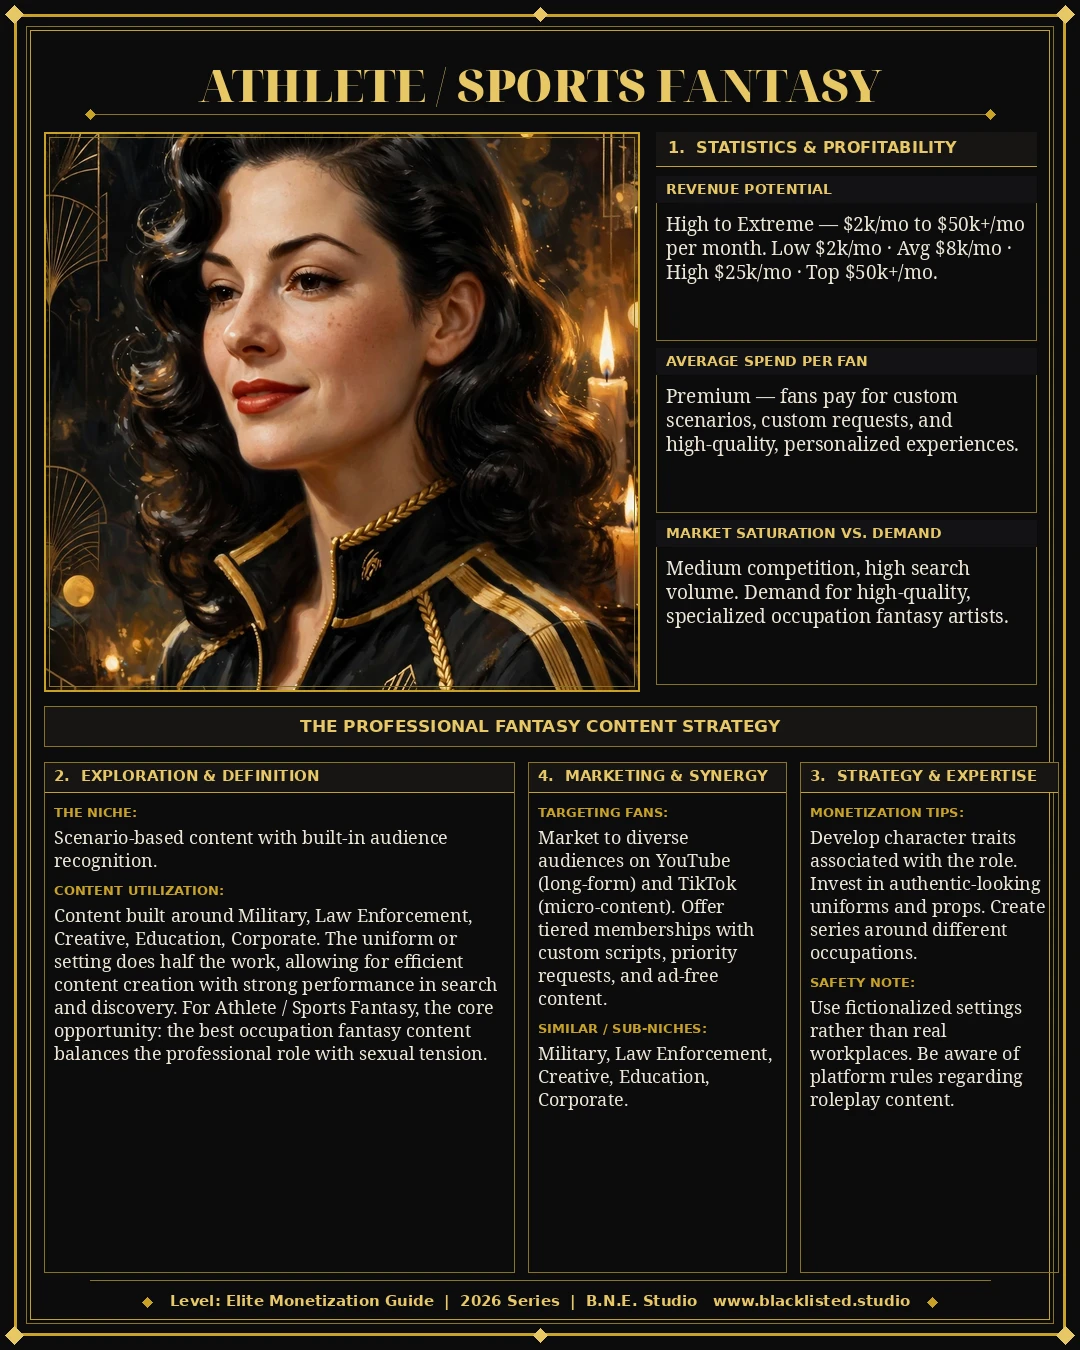 ATHLETE / SPORTS FANTASY
1. STATISTICS & PROFITABILITY
REVENUE POTENTIAL
High to Extreme — $2k/mo to $50k+/mo
per month. Low $2k/mo · Avg $8k/mo ·
High $25k/mo · Top $50k+/mo.
AVERAGE SPEND PER FAN
Premium — fans pay for custom
scenarios, custom requests, and
high-quality, personalized experiences.
MARKET SATURATION VS. DEMAND
Medium competition, high search
volume. Demand for high-quality,
specialized occupation fantasy artists.
THE PROFESSIONAL FANTASY CONTENT STRATEGY
2. EXPLORATION & DEFINITION
THE NICHE:
Scenario-based content with built-in audience
recognition.
CONTENT UTILIZATION:
Content built around Military, Law Enforcement,
Creative, Education, Corporate. The uniform or
setting does half the work, allowing for efficient
content creation with strong performance in search
and discovery. For Athlete / Sports Fantasy, the core
opportunity: the best occupation fantasy content
balances the professional role with sexual tension.
4. MARKETING & SYNERGY
TARGETING FANS:
Market to diverse
audiences on YouTube
(long-form) and TikTok
(micro-content). Offer
tiered memberships with
custom scripts, priority
requests, and ad-free
content.
SIMILAR / SUB-NICHES:
Military, Law Enforcement,
Creative, Education,
Corporate.
3. STRATEGY & EXPERTISE
MONETIZATION TIPS:
Develop character traits
associated with the role.
Invest in authentic-looking
uniforms and props. Create
series around different
occupations.
SAFETY NOTE:
Use fictionalized settings
rather than real
workplaces. Be aware of
platform rules regarding
roleplay content.
Level: Elite Monetization Guide | 2026 Series | B.N.E. Studio www.blacklisted.studio